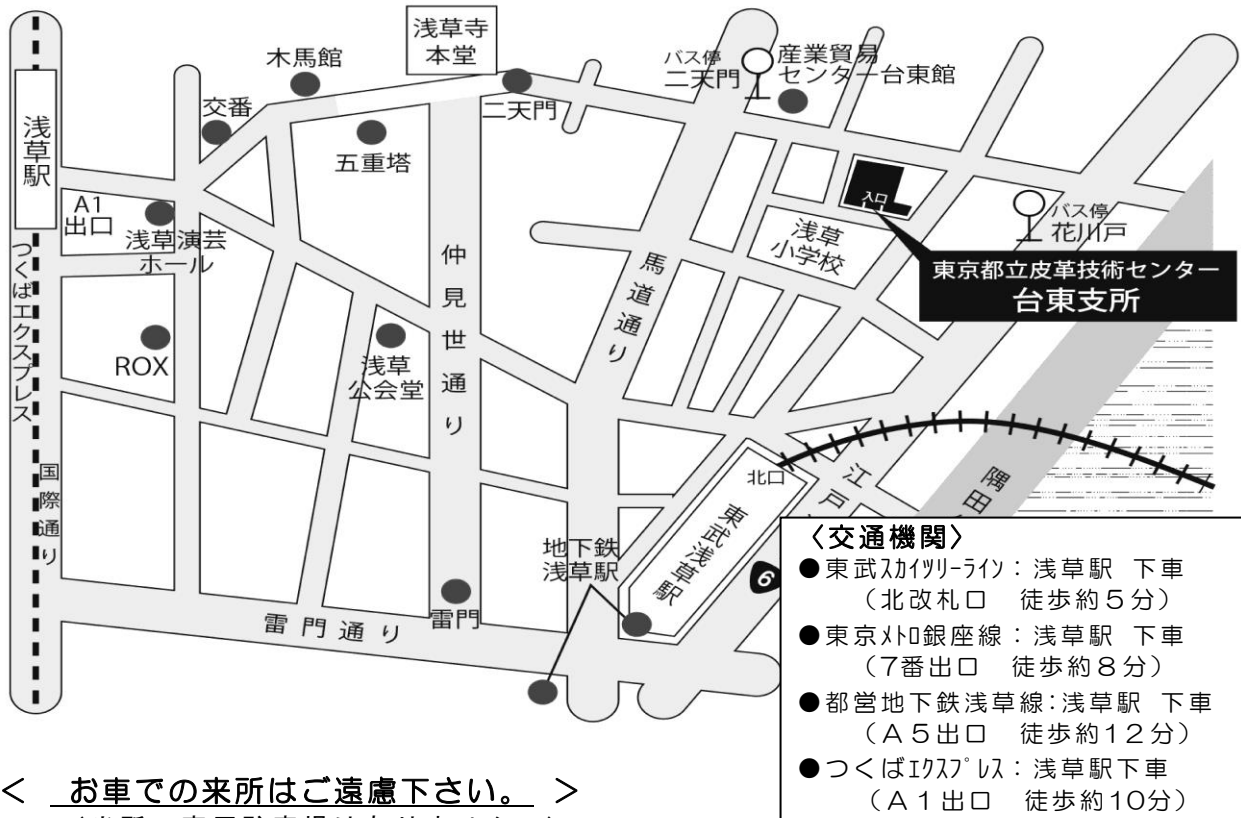 浅草寺
本堂
木馬館
バス停
二天門
産業貿易
センター台東館
交番
二天門
浅草駅
五重塔
入口
A1
出口
浅草演芸
ホール
バス停
花川戸
浅草
小学校
仲見世通り
馬道通り
東京都立皮革技術センター
台東支所
つくばエクスプレス
ROX
浅草
公会堂
国際通り
北口
江戸
隅田
東武浅草駅
地下鉄
浅草駅
6
雷門
雷門通り
〈交通機関〉
●東武ｽｶｲﾂﾘｰﾗｲﾝ：浅草駅 下車
（北改札口　徒歩約５分）
●東京ﾒﾄﾛ銀座線：浅草駅 下車
（7番出口　徒歩約８分）
●都営地下鉄浅草線：浅草駅 下車
（Ａ５出口　徒歩約１２分）
●つくばｴｸｽﾌﾟﾚｽ：浅草駅下車
（Ａ１出口　徒歩約10分）
＜　お車での来所はご遠慮下さい。　＞